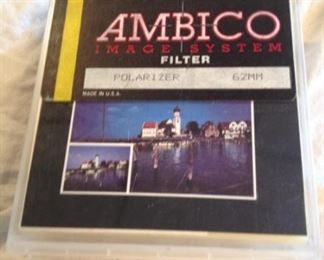 AMBICO
IMAGE SYSTEM
FILTER
POLARIZER 62MM
MADE IN U.S.A.